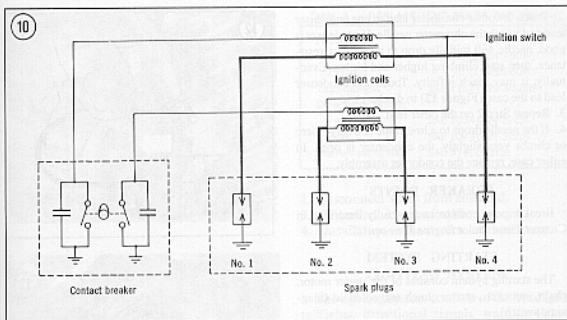 10
Ignition switch
Ignition coils
No. 1
No. 2
No. 3
No. 4
Contact breaker
Spark plugs